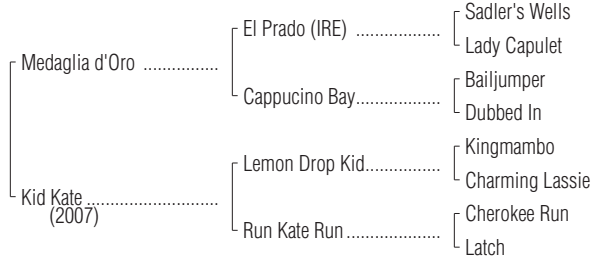 Sadler's Wells
El Prado (IRE) ..................
Lady Capulet
Medaglia d'Oro ................
Bailjumper
Cappucino Bay....................
Dubbed In
Kingmambo
Lemon Drop Kid..................
Charming Lassie
Kid Kate ............................
(2007)
Cherokee Run
Run Kate Run ....................
Latch